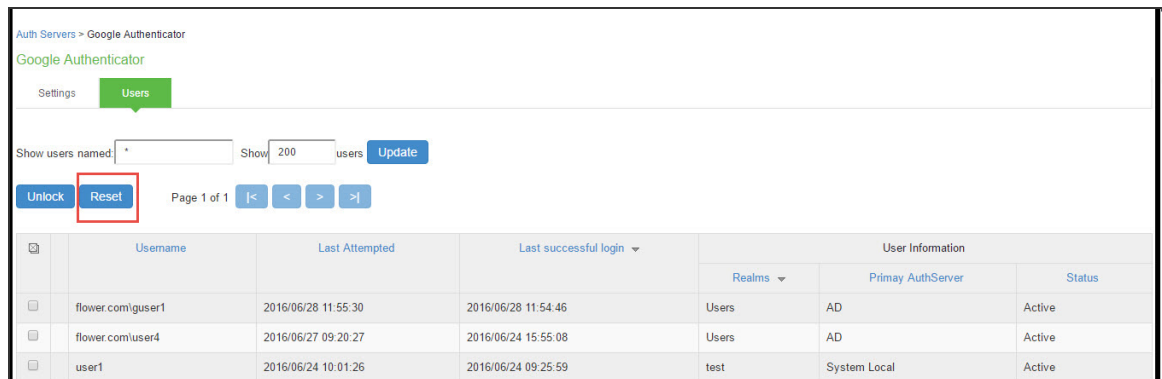 Auth Servers > Google Authenticator
Google Authenticator
Settings Users
Show users named: * Show 200 users Update
Unlock Reset Page 1 of 1 |< < > >|
Username Last Attempted Last successful login User Information
Realms Primay AuthServer Status
flower.com\guser1 2016/06/28 11:55:30 2016/06/28 11:54:46 Users AD Active
flower.com\user4 2016/06/27 09:20:27 2016/06/24 15:55:08 Users AD Active
user1 2016/06/24 10:01:26 2016/06/24 09:25:59 test System Local Active